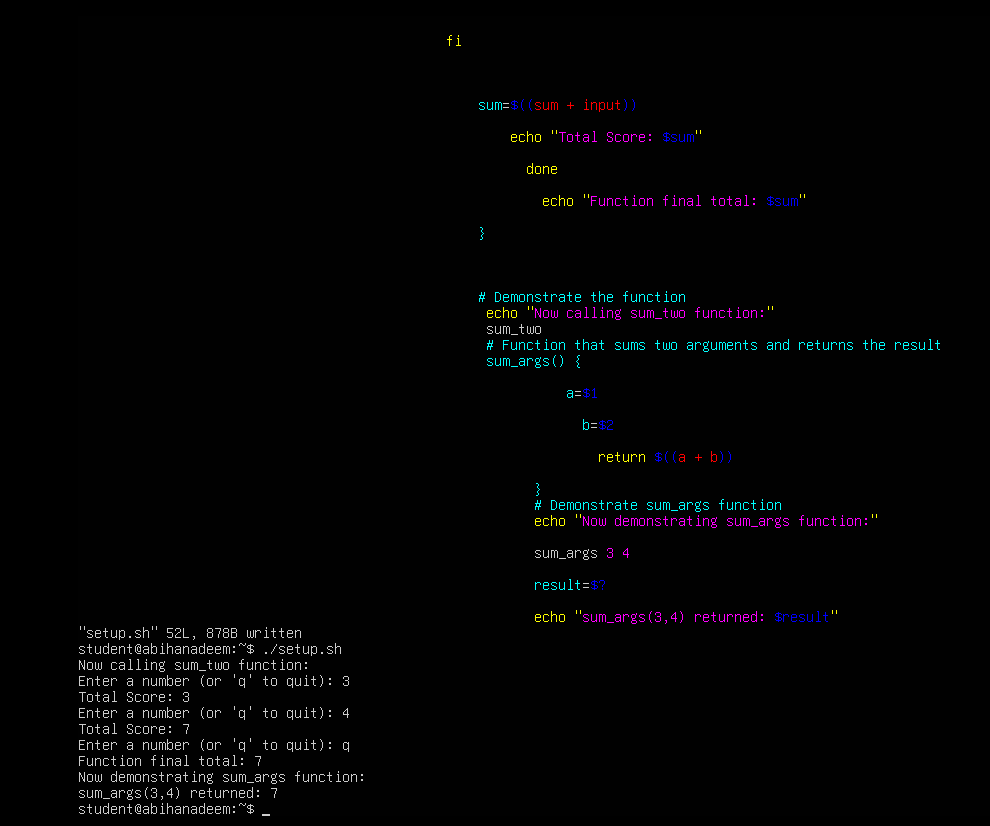 fi
sum=$((sum + input))
echo "Total Score: $sum"
done
echo "Function final total: $sum"
}
# Demonstrate the function
echo "Now calling sum_two function:"
sum_two
# Function that sums two arguments and returns the result
sum_args() {
a=$1
b=$2
return $((a + b))
}
# Demonstrate sum_args function
echo "Now demonstrating sum_args function:"
sum_args 3 4
result=$?
echo "sum_args(3,4) returned: $result"
"setup.sh" 52L, 878B written
student@abihanadeem:~$ ./setup.sh
Now calling sum_two function:
Enter a number (or 'q' to quit): 3
Total Score: 3
Enter a number (or 'q' to quit): 4
Total Score: 7
Enter a number (or 'q' to quit): q
Function final total: 7
Now demonstrating sum_args function:
sum_args(3,4) returned: 7
student@abihanadeem:~$ _